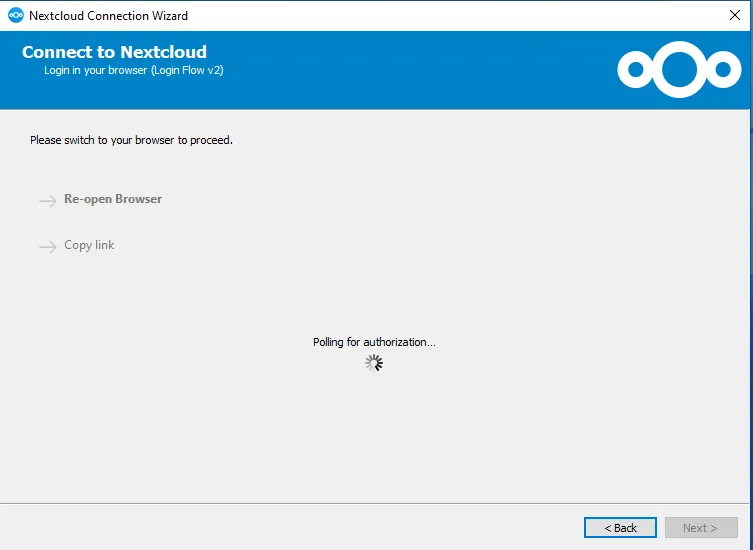 Nextcloud Connection Wizard
Connect to Nextcloud
Login in your browser (Login Flow v2)
Please switch to your browser to proceed.
Re-open Browser
Copy link
Polling for authorization...
< Back
Next >